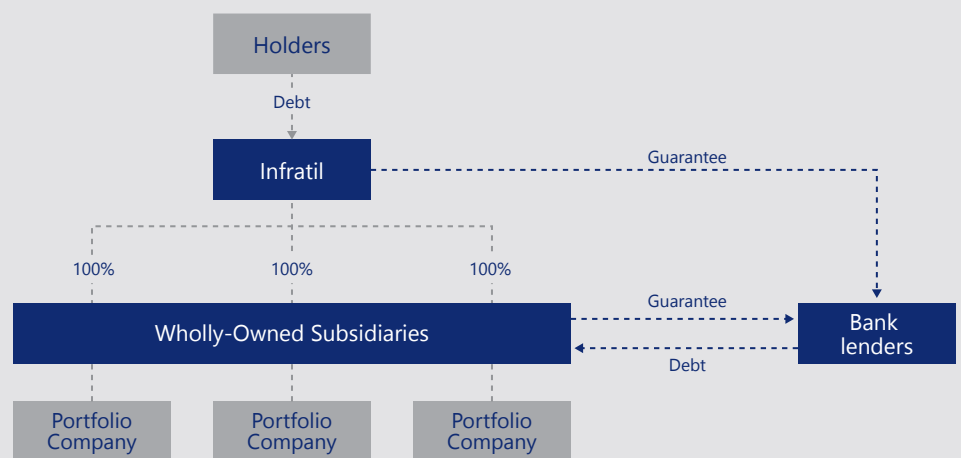 Holders
Debt
Infratil
Guarantee
100%
100%
100%
Wholly-Owned Subsidiaries
Guarantee
Debt
Bank
lenders
Portfolio
Company
Portfolio
Company
Portfolio
Company